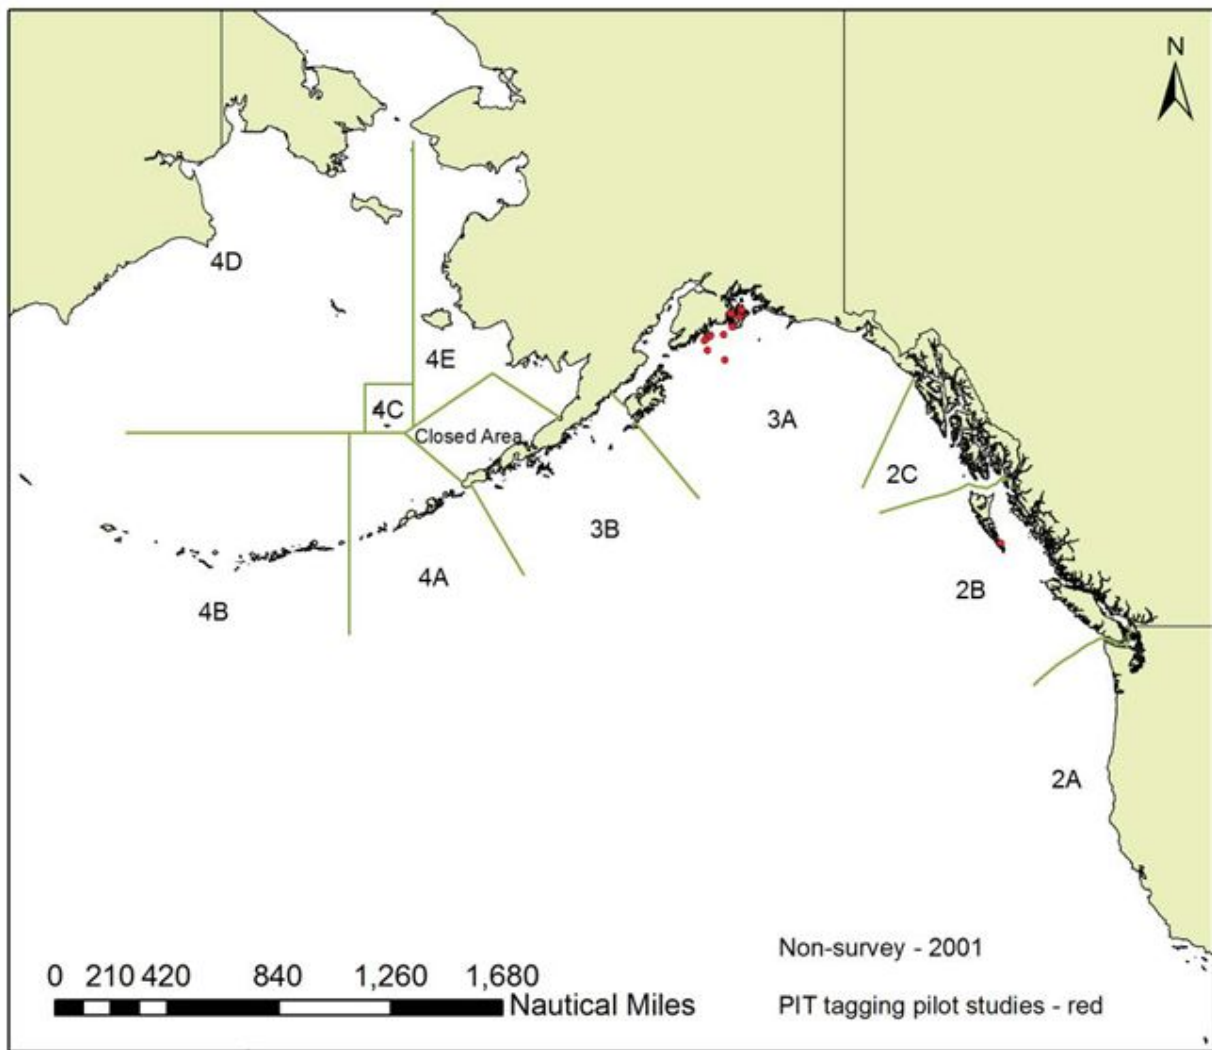 N
4D
4E
4C
Closed Area
3A
2C
3B
4A
2B
4B
2A
Non-survey - 2001
0 210 420 840 1,260 1,680
Nautical Miles
PIT tagging pilot studies - red